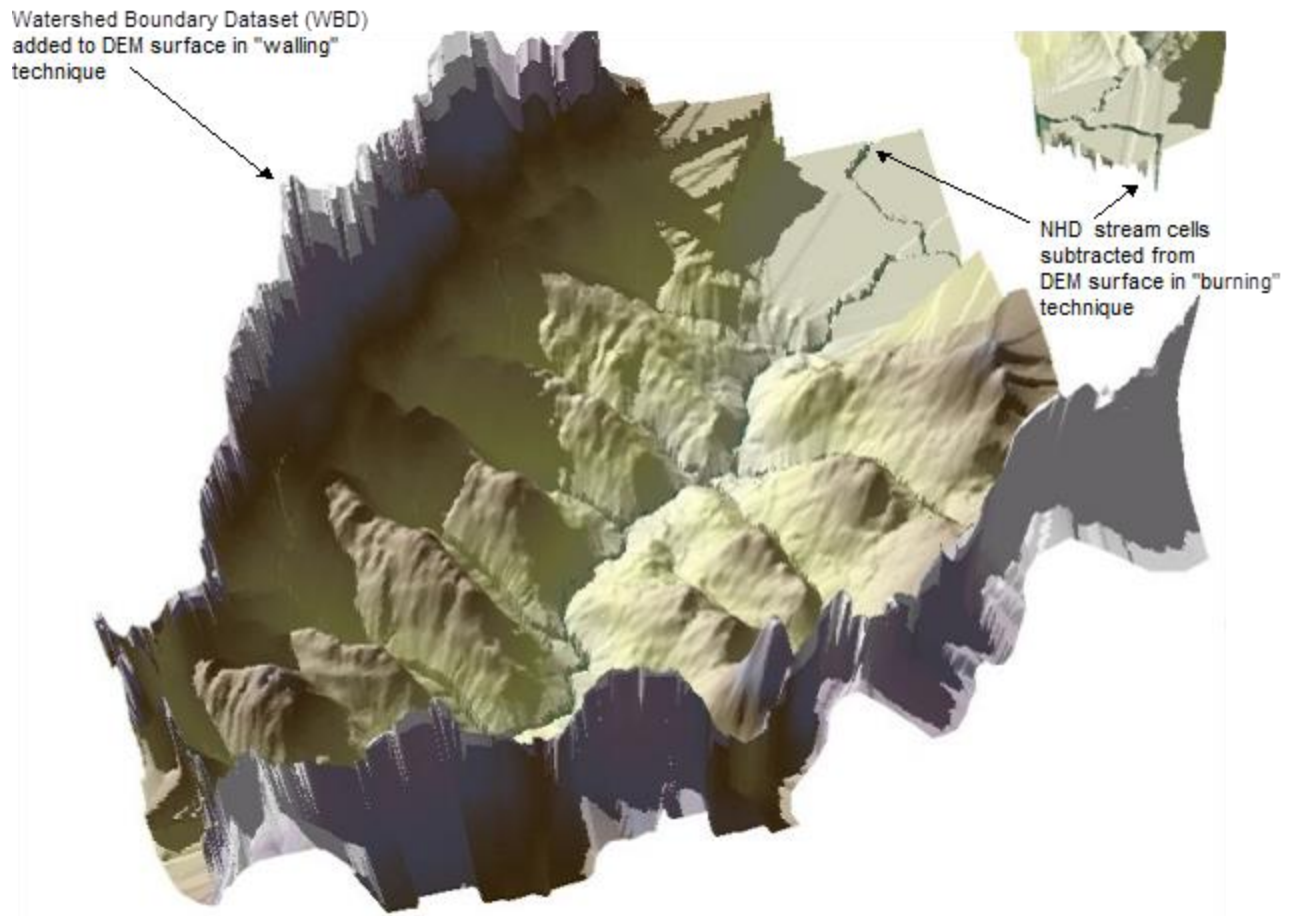 Watershed Boundary Dataset (WBD)
added to DEM surface in "walling"
technique
NHD stream cells
subtracted from
DEM surface in "burning"
technique